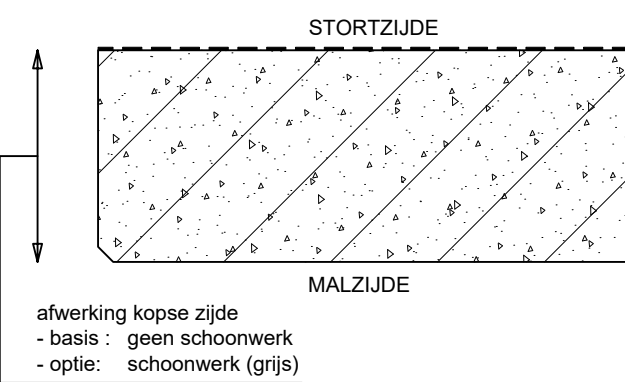 STORTZIJDE
MALZIJDE
afwerking kopse zijde
- basis : geen schoonwerk
- optie: schoonwerk (grijs)